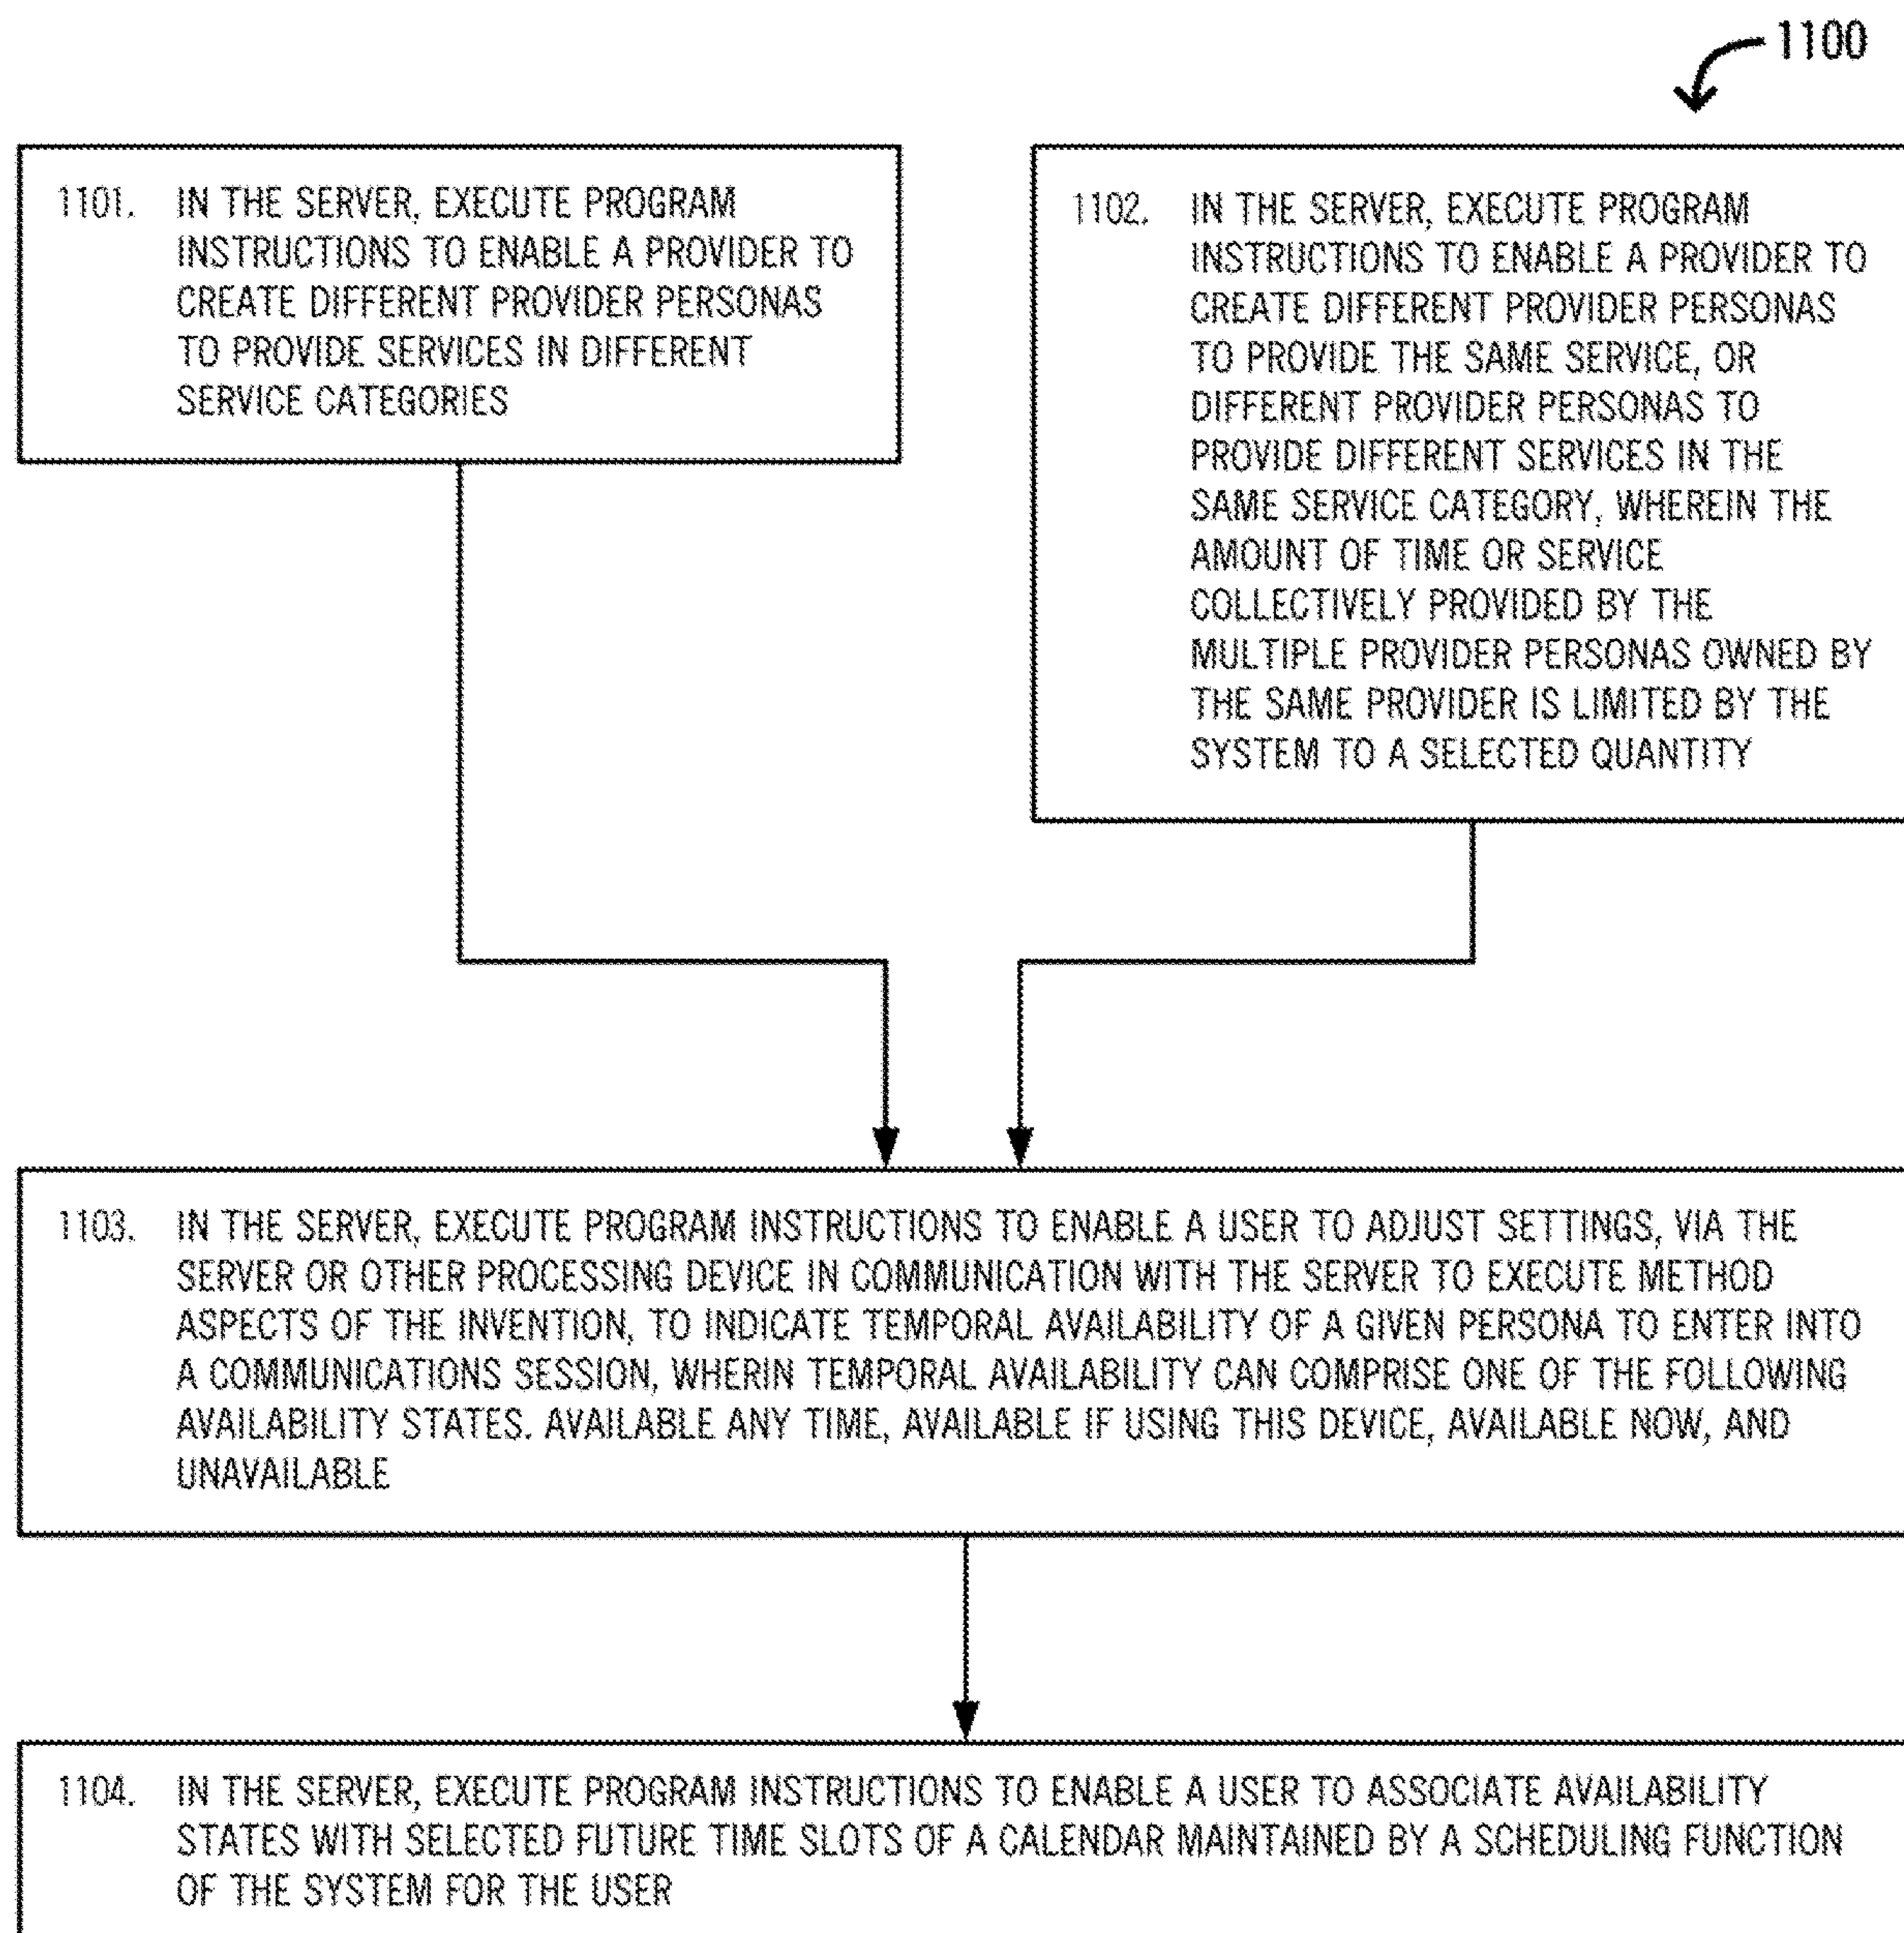 1100
1101. IN THE SERVER, EXECUTE PROGRAM
INSTRUCTIONS TO ENABLE A PROVIDER TO
CREATE DIFFERENT PROVIDER PERSONAS
TO PROVIDE SERVICES IN DIFFERENT
SERVICE CATEGORIES
1102. IN THE SERVER, EXECUTE PROGRAM
INSTRUCTIONS TO ENABLE A PROVIDER TO
CREATE DIFFERENT PROVIDER PERSONAS
TO PROVIDE THE SAME SERVICE, OR
DIFFERENT PROVIDER PERSONAS TO
PROVIDE DIFFERENT SERVICES IN THE
SAME SERVICE CATEGORY, WHEREIN THE
AMOUNT OF TIME OR SERVICE
COLLECTIVELY PROVIDED BY THE
MULTIPLE PROVIDER PERSONAS OWNED BY
THE SAME PROVIDER IS LIMITED BY THE
SYSTEM TO A SELECTED QUANTITY
1103. IN THE SERVER, EXECUTE PROGRAM INSTRUCTIONS TO ENABLE A USER TO ADJUST SETTINGS, VIA THE
SERVER OR OTHER PROCESSING DEVICE IN COMMUNICATION WITH THE SERVER TO EXECUTE METHOD
ASPECTS OF THE INVENTION, TO INDICATE TEMPORAL AVAILABILITY OF A GIVEN PERSONA TO ENTER INTO
A COMMUNICATIONS SESSION, WHERIN TEMPORAL AVAILABILITY CAN COMPRISE ONE OF THE FOLLOWING
AVAILABILITY STATES. AVAILABLE ANY TIME, AVAILABLE IF USING THIS DEVICE, AVAILABLE NOW, AND
UNAVAILABLE
1104. IN THE SERVER, EXECUTE PROGRAM INSTRUCTIONS TO ENABLE A USER TO ASSOCIATE AVAILABILITY
STATES WITH SELECTED FUTURE TIME SLOTS OF A CALENDAR MAINTAINED BY A SCHEDULING FUNCTION
OF THE SYSTEM FOR THE USER